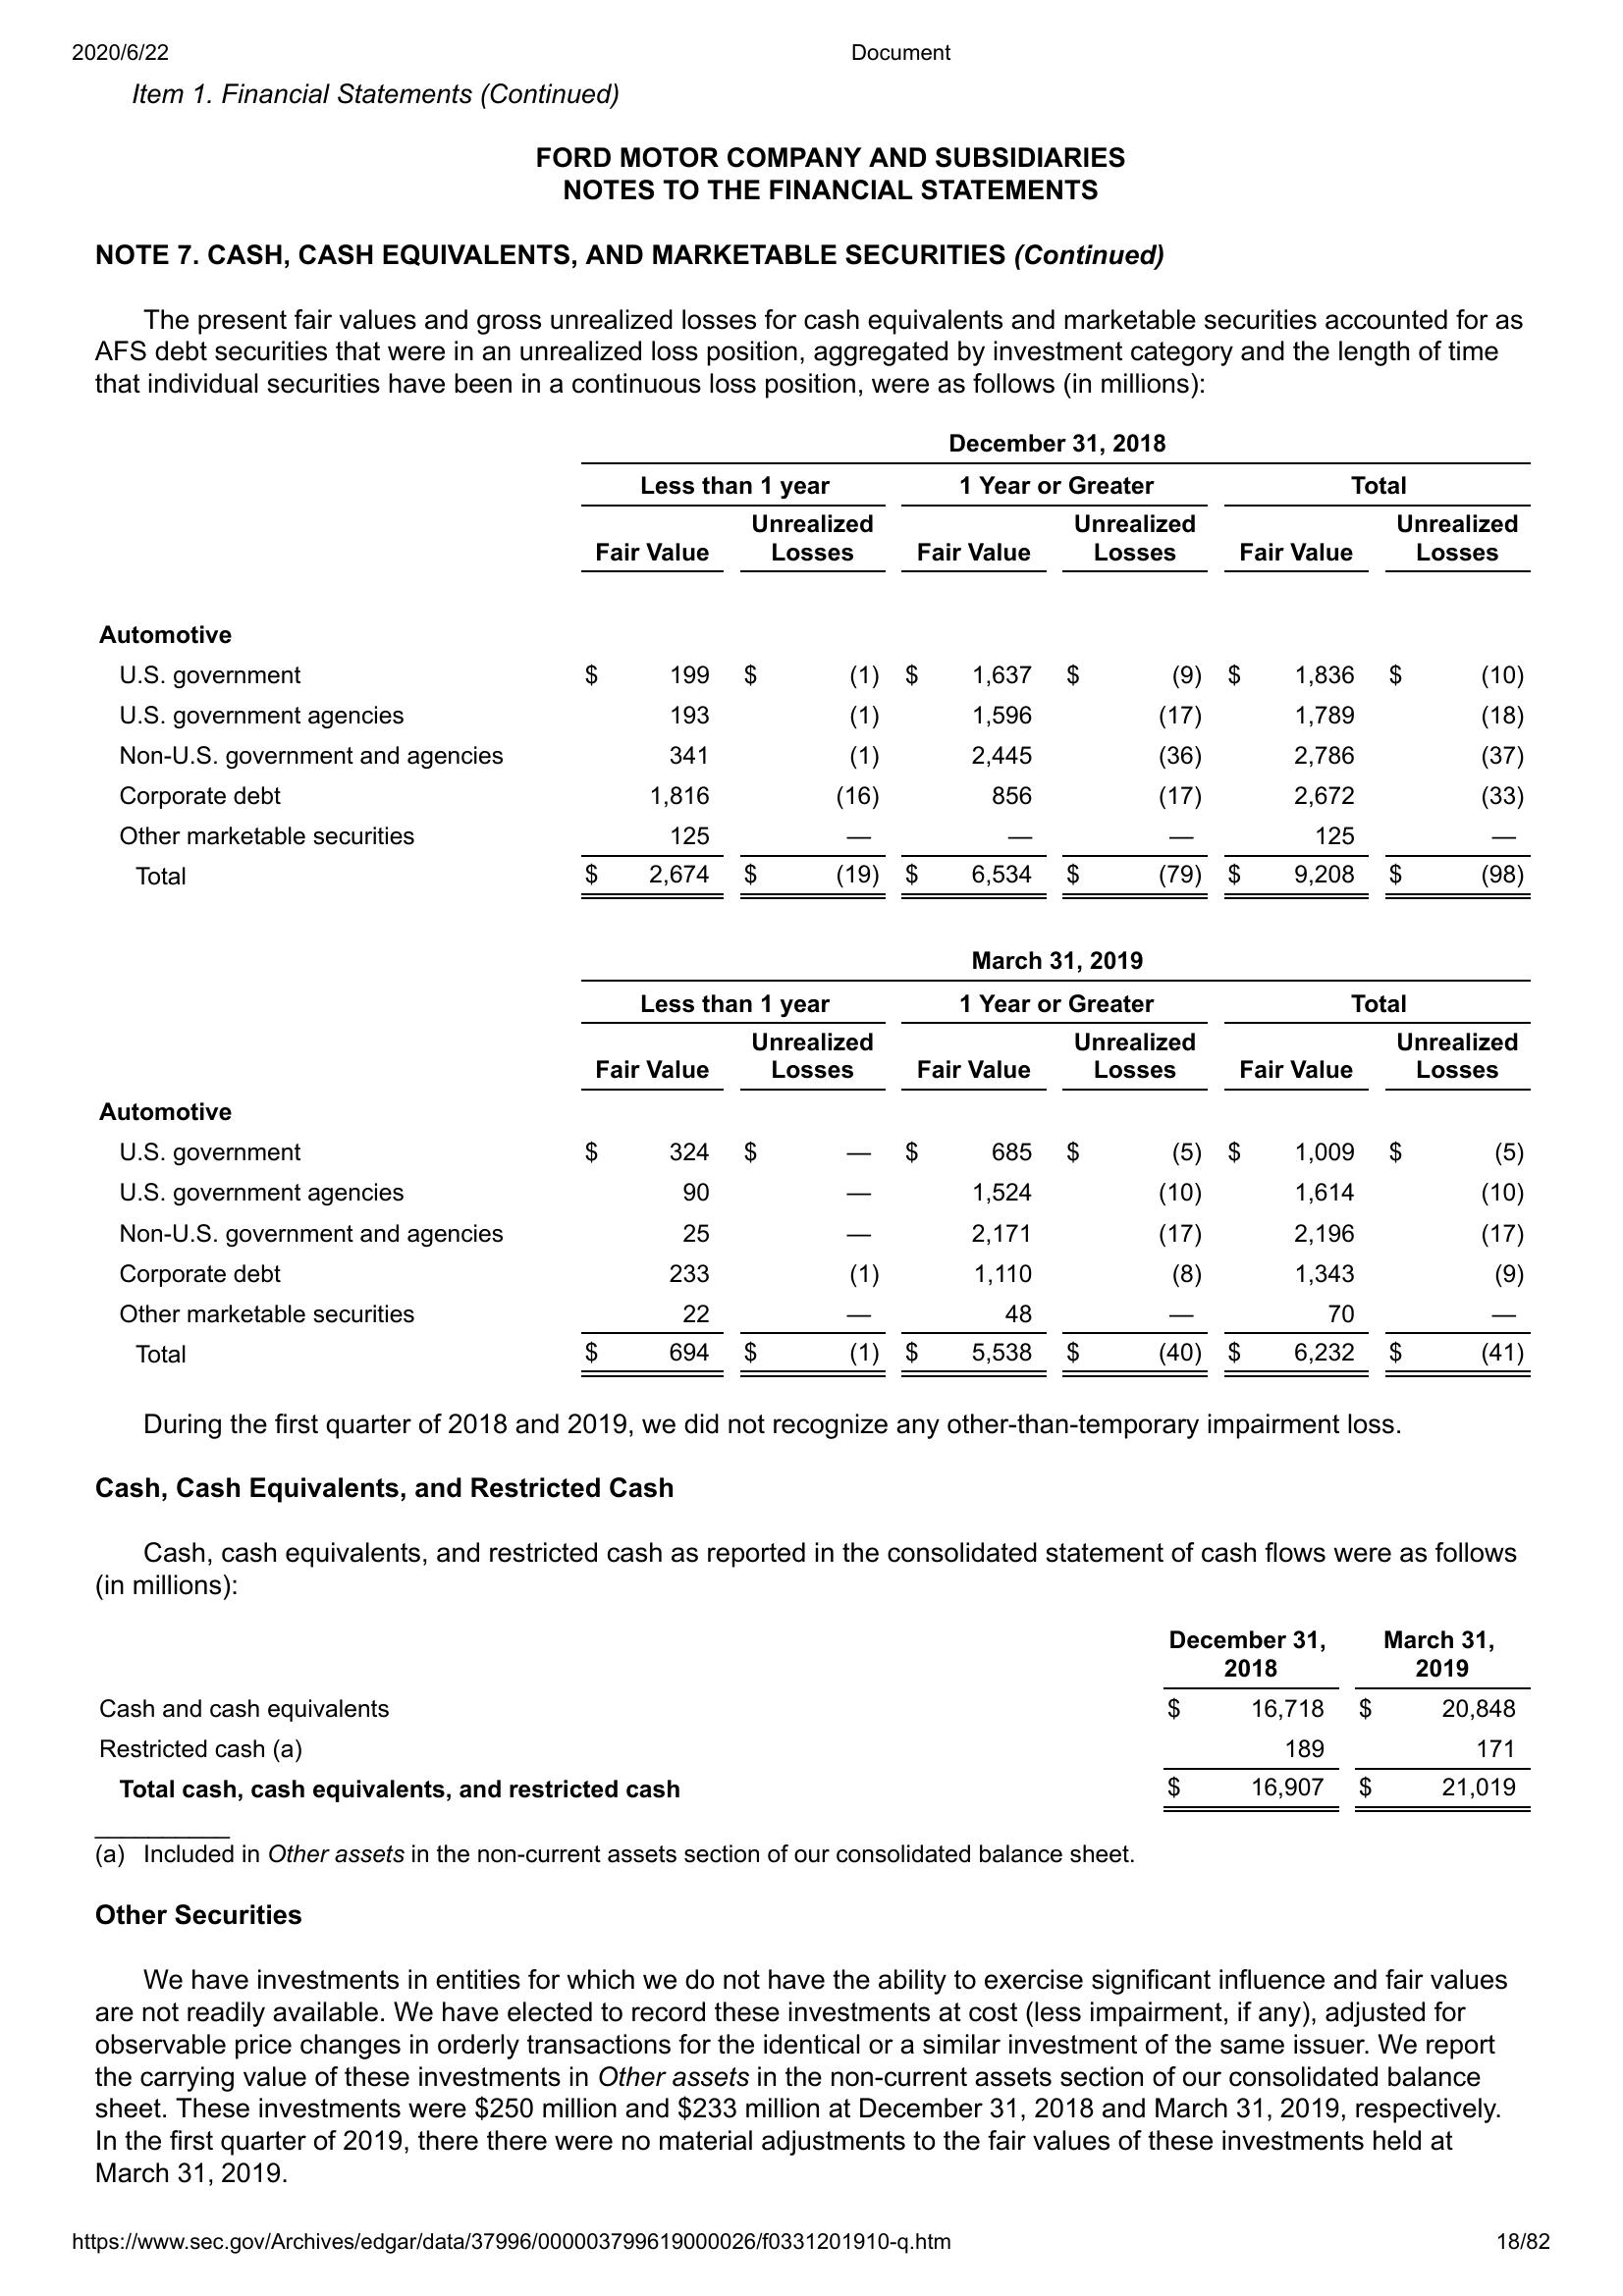 2020/6/22 Document
Item 1. Financial Statements (Continued)
FORD MOTOR COMPANY AND SUBSIDIARIES
NOTES TO THE FINANCIAL STATEMENTS
NOTE 7. CASH, CASH EQUIVALENTS, AND MARKETABLE SECURITIES (Continued)
The present fair values and gross unrealized losses for cash equivalents and marketable securities accounted for as
AFS debt securities that were in an unrealized loss position, aggregated by investment category and the length of time
that individual securities have been in a continuous loss position, were as follows (in millions):
December 31, 2018
Less than 1 year 1 Year or Greater Total
Fair Value Unrealized Losses Fair Value Unrealized Losses Fair Value Unrealized Losses
Automotive
U.S. government $ 199 $ (1) $ 1,637 $ (9) $ 1,836 $ (10)
U.S. government agencies 193 (1) 1,596 (17) 1,789 (18)
Non-U.S. government and agencies 341 (1) 2,445 (36) 2,786 (37)
Corporate debt 1,816 (16) 856 (17) 2,672 (33)
Other marketable securities 125 — — — 125 —
Total $ 2,674 $ (19) $ 6,534 $ (79) $ 9,208 $ (98)
March 31, 2019
Less than 1 year 1 Year or Greater Total
Fair Value Unrealized Losses Fair Value Unrealized Losses Fair Value Unrealized Losses
Automotive
U.S. government $ 324 $ — $ 685 $ (5) $ 1,009 $ (5)
U.S. government agencies 90 — 1,524 (10) 1,614 (10)
Non-U.S. government and agencies 25 — 2,171 (17) 2,196 (17)
Corporate debt 233 (1) 1,110 (8) 1,343 (9)
Other marketable securities 22 — 48 — 70 —
Total $ 694 $ (1) $ 5,538 $ (40) $ 6,232 $ (41)
During the first quarter of 2018 and 2019, we did not recognize any other-than-temporary impairment loss.
Cash, Cash Equivalents, and Restricted Cash
Cash, cash equivalents, and restricted cash as reported in the consolidated statement of cash flows were as follows
(in millions):
December 31, 2018 March 31, 2019
Cash and cash equivalents $ 16,718 $ 20,848
Restricted cash (a) 189 171
Total cash, cash equivalents, and restricted cash $ 16,907 $ 21,019
(a) Included in Other assets in the non-current assets section of our consolidated balance sheet.
Other Securities
We have investments in entities for which we do not have the ability to exercise significant influence and fair values
are not readily available. We have elected to record these investments at cost (less impairment, if any), adjusted for
observable price changes in orderly transactions for the identical or a similar investment of the same issuer. We report
the carrying value of these investments in Other assets in the non-current assets section of our consolidated balance
sheet. These investments were $250 million and $233 million at December 31, 2018 and March 31, 2019, respectively.
In the first quarter of 2019, there there were no material adjustments to the fair values of these investments held at
March 31, 2019.
https://www.sec.gov/Archives/edgar/data/37996/000003799619000026/f0331201910-q.htm 18/82